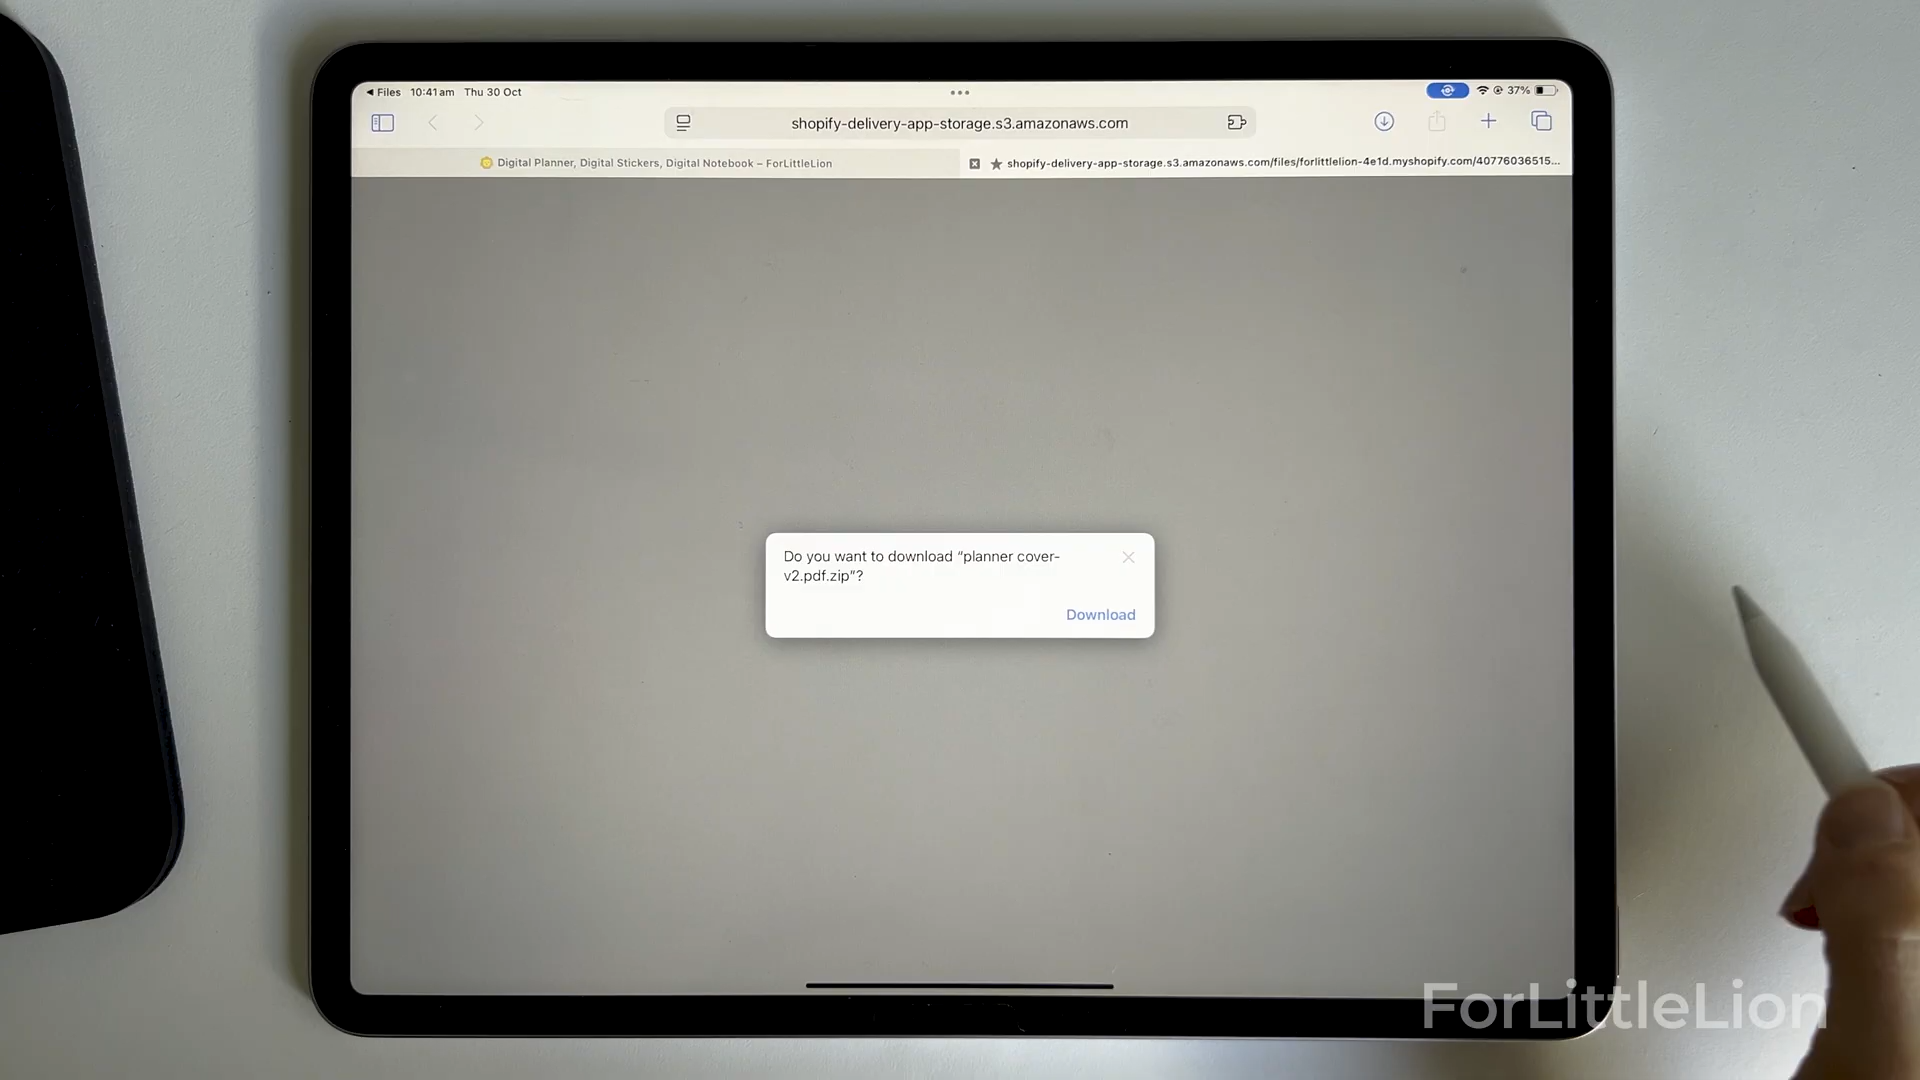 Files 10:41am Thu 30 Oct
37%
shopify-delivery-app-storage.s3.amazonaws.com
Digital Planner, Digital Stickers, Digital Notebook – ForLittleLion
shopify-delivery-app-storage.s3.amazonaws.com/files/forlittlelion-4e1d.myshopify.com/40776036515...
Do you want to download “planner cover-
v2.pdf.zip”?
Download
ForLittleLion